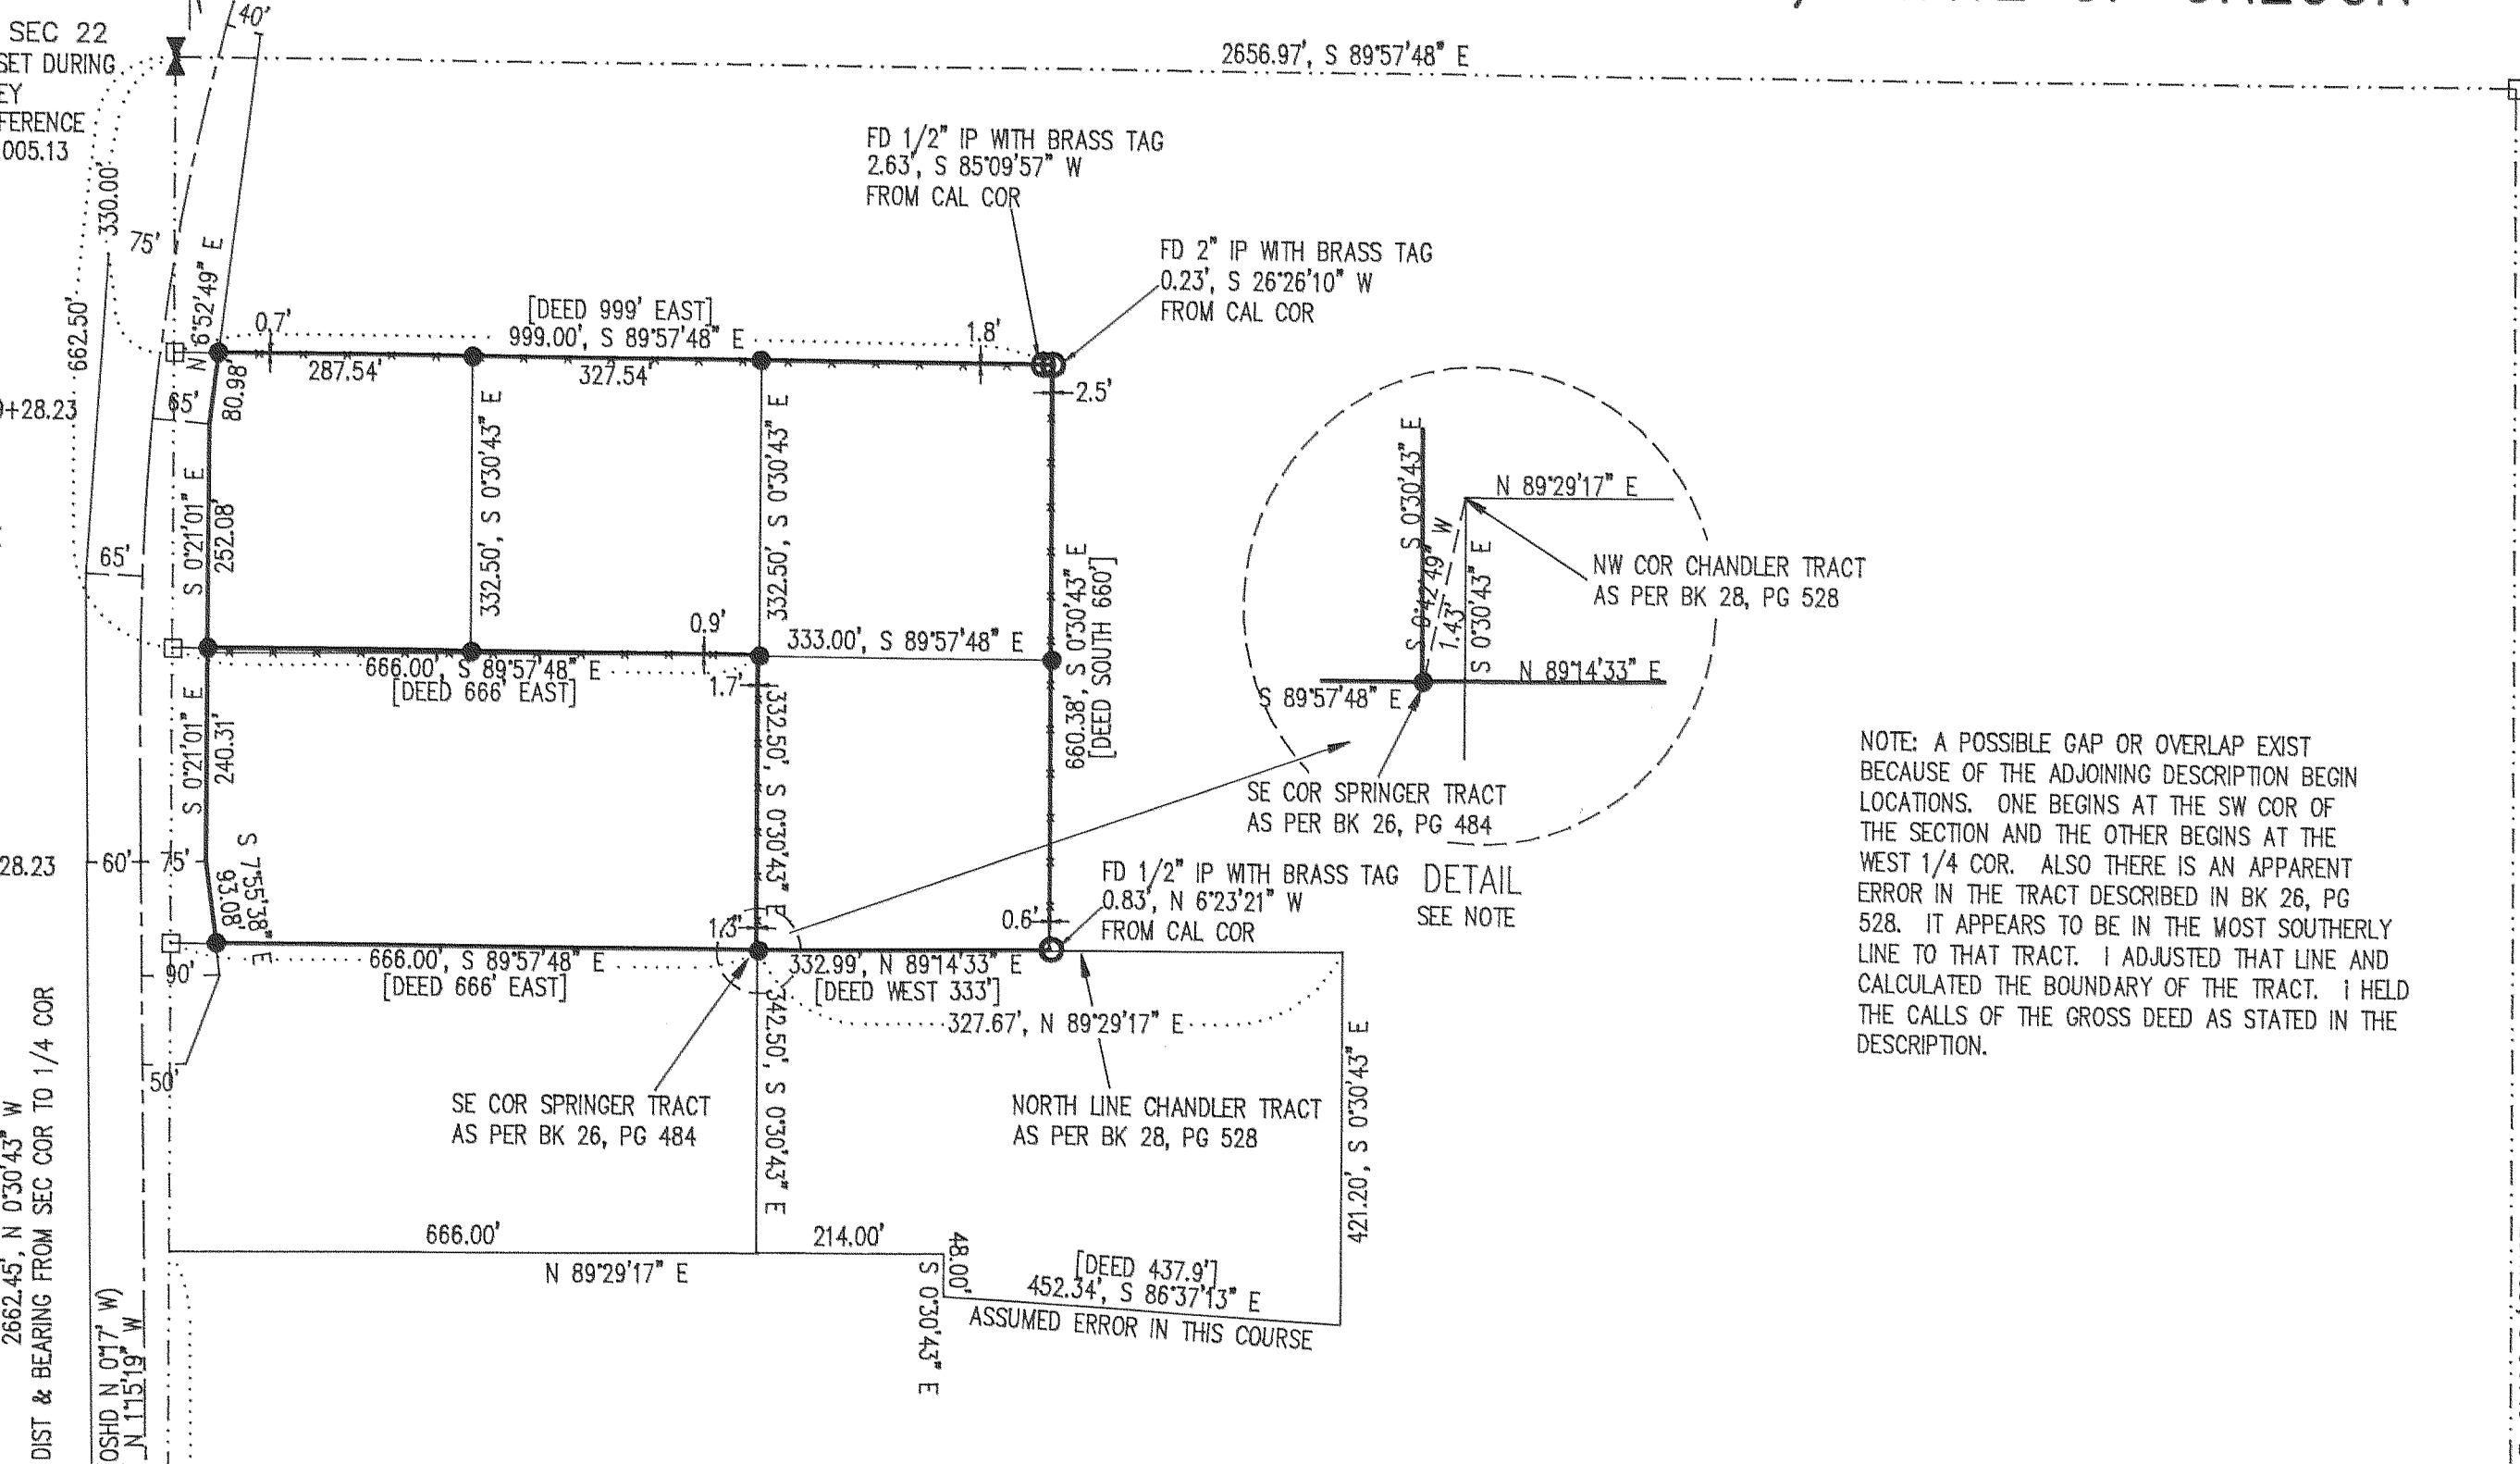 SEC 22
SET DURING
005.13
40'
2656.97', S 89°57'48" E
FD 1/2" IP WITH BRASS TAG
2.63', S 85°09'57" W
FROM CAL COR
FD 2" IP WITH BRASS TAG
0.23', S 26°26'10" W
FROM CAL COR
330.00'
75'
662.50'
N 6°52'49" E
80.98'
0.7'
[DEED 999' EAST]
999.00', S 89°57'48" E
1.8'
287.54'
327.54'
2.5'
65'
9+28.23
S 0°21'01" E
252.08'
332.50', S 0°30'43" E
332.50', S 0°30'43" E
660.38', S 0°30'43" E
[DEED SOUTH 660']
65'
0.9'
333.00', S 89°57'48" E
666.00', S 89°57'48" E
[DEED 666' EAST]
1.7'
S 0°21'01" E
240.31'
332.50', S 0°30'43" E
S 0°30'43" E
N 89°29'17" E
S 0°42'49" W
1.43'
S 0°30'43" E
NW COR CHANDLER TRACT
AS PER BK 28, PG 528
N 89°14'33" E
S 89°57'48" E
SE COR SPRINGER TRACT
AS PER BK 26, PG 484
DETAIL
SEE NOTE
NOTE: A POSSIBLE GAP OR OVERLAP EXIST
BECAUSE OF THE ADJOINING DESCRIPTION BEGIN
LOCATIONS. ONE BEGINS AT THE SW COR OF
THE SECTION AND THE OTHER BEGINS AT THE
WEST 1/4 COR. ALSO THERE IS AN APPARENT
ERROR IN THE TRACT DESCRIBED IN BK 26, PG
528. IT APPEARS TO BE IN THE MOST SOUTHERLY
LINE TO THAT TRACT. I ADJUSTED THAT LINE AND
CALCULATED THE BOUNDARY OF THE TRACT. I HELD
THE CALLS OF THE GROSS DEED AS STATED IN THE
DESCRIPTION.
28.23
60'
75'
S 7°55'38" E
93.08'
FD 1/2" IP WITH BRASS TAG
0.83', N 6°23'21" W
FROM CAL COR
1.3'
0.6'
90'
666.00', S 89°57'48" E
[DEED 666' EAST]
332.99', N 89°14'33" E
[DEED WEST 333']
327.67', N 89°29'17" E
50'
342.50', S 0°30'43" E
421.20', S 0°30'43" E
SE COR SPRINGER TRACT
AS PER BK 26, PG 484
NORTH LINE CHANDLER TRACT
AS PER BK 28, PG 528
666.00'
N 89°29'17" E
214.00'
48.00'
S 0°30'43" E
[DEED 437.9']
452.34', S 86°37'13" E
ASSUMED ERROR IN THIS COURSE
2662.45', N 0°30'43" W
DIST & BEARING FROM SEC COR TO 1/4 COR
OSHD N 0°17' W)
N 1°15'19" W